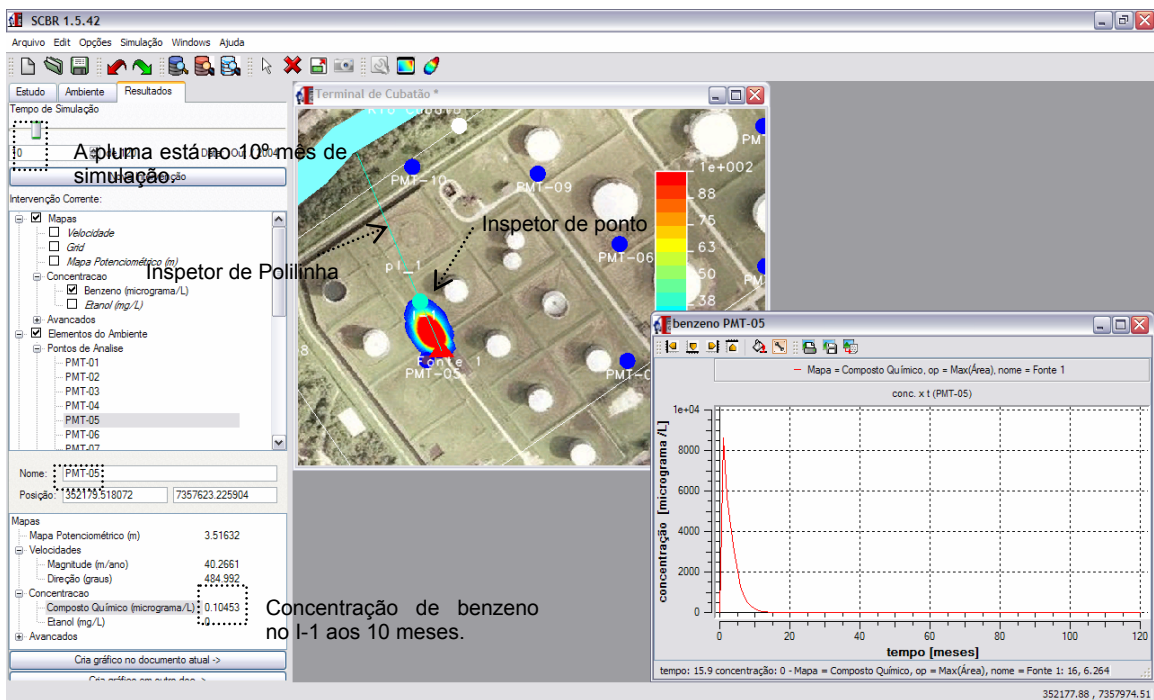 SCBR 1.5.42
Arquivo Edit Opções Simulação Windows Ajuda
Estudo Ambiente Resultados
Tempo de Simulação
A pluma está no 10º mês de
simulação.
Intervenção Corrente:
Mapas
Velocidade
Grid
Mapa Potenciométrico (m)
Concentracao
Benzeno (micrograma/L)
Etanol (mg/L)
Avancados
Elementos do Ambiente
Pontos de Analise
PMT-01
PMT-02
PMT-03
PMT-04
PMT-05
PMT-06
PMT-07
Nome: PMT-05
Posição: 352179.518072 7357623.225904
Mapas
Mapa Potenciométrico (m) 3.51632
Velocidades
Magnitude (m/ano) 40.2661
Direção (graus) 484.992
Concentracao
Composto Químico (micrograma/L) 0.10453
Etanol (mg/L) 0
Avancados
Cria gráfico no documento atual ->
Cria gráfico em outro doc ->
Concentração de benzeno
no I-1 aos 10 meses.
Terminal de Cubatão *
PMT-10
PMT-09
PMT-06
Inspetor de ponto
Inspetor de Polilinha
pl_1
Fonte 1
PMT-05
1e+002
88
75
63
50
38
benzeno PMT-05
Mapa = Composto Químico, op = Max(Área), nome = Fonte 1
conc. x t (PMT-05)
concentração [micrograma /L]
1e+04
8000
6000
4000
2000
0
0 20 40 60 80 100 120
tempo [meses]
tempo: 15.9 concentração: 0 - Mapa = Composto Químico, op = Max(Área), nome = Fonte 1: 16, 6.264
352177.88 , 7357974.51